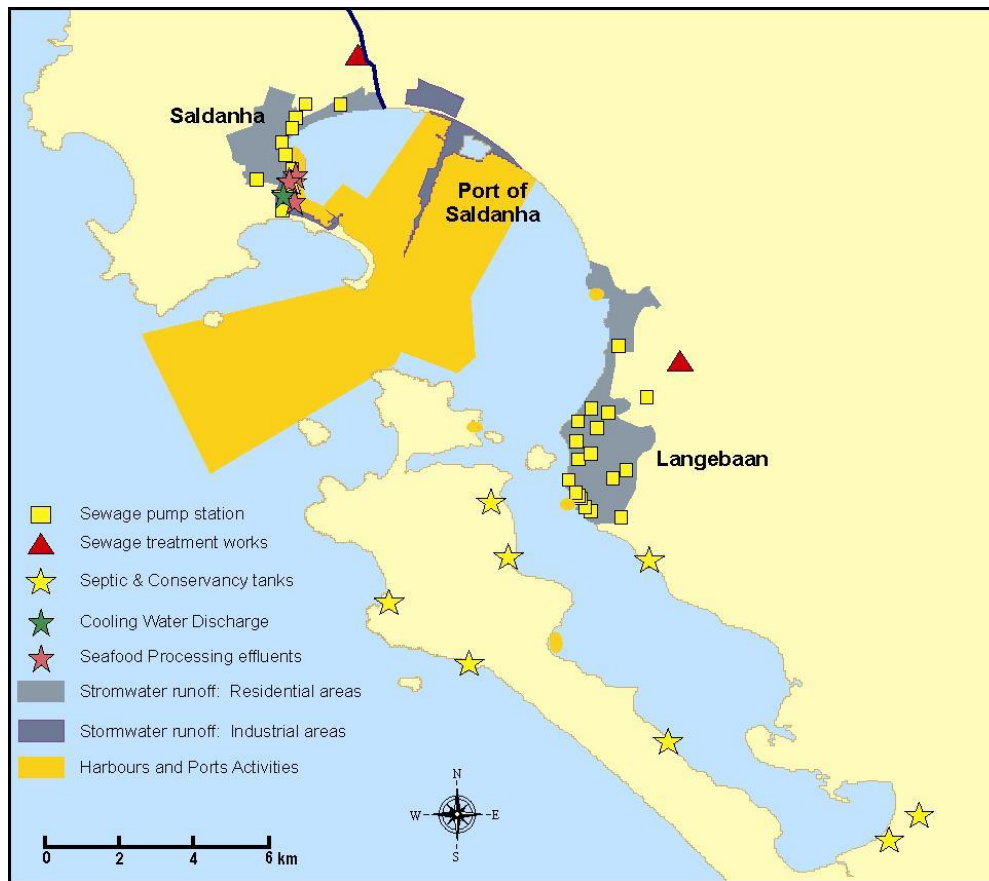 Saldanha
Port of
Saldanha
Langebaan
Sewage pump station
Sewage treatment works
Septic & Conservancy tanks
Cooling Water Discharge
Seafood Processing effluents
Stromwater runoff: Residential areas
Stormwater runoff: Industrial areas
Harbours and Ports Activities
N
W E
S
0 2 4 6 km